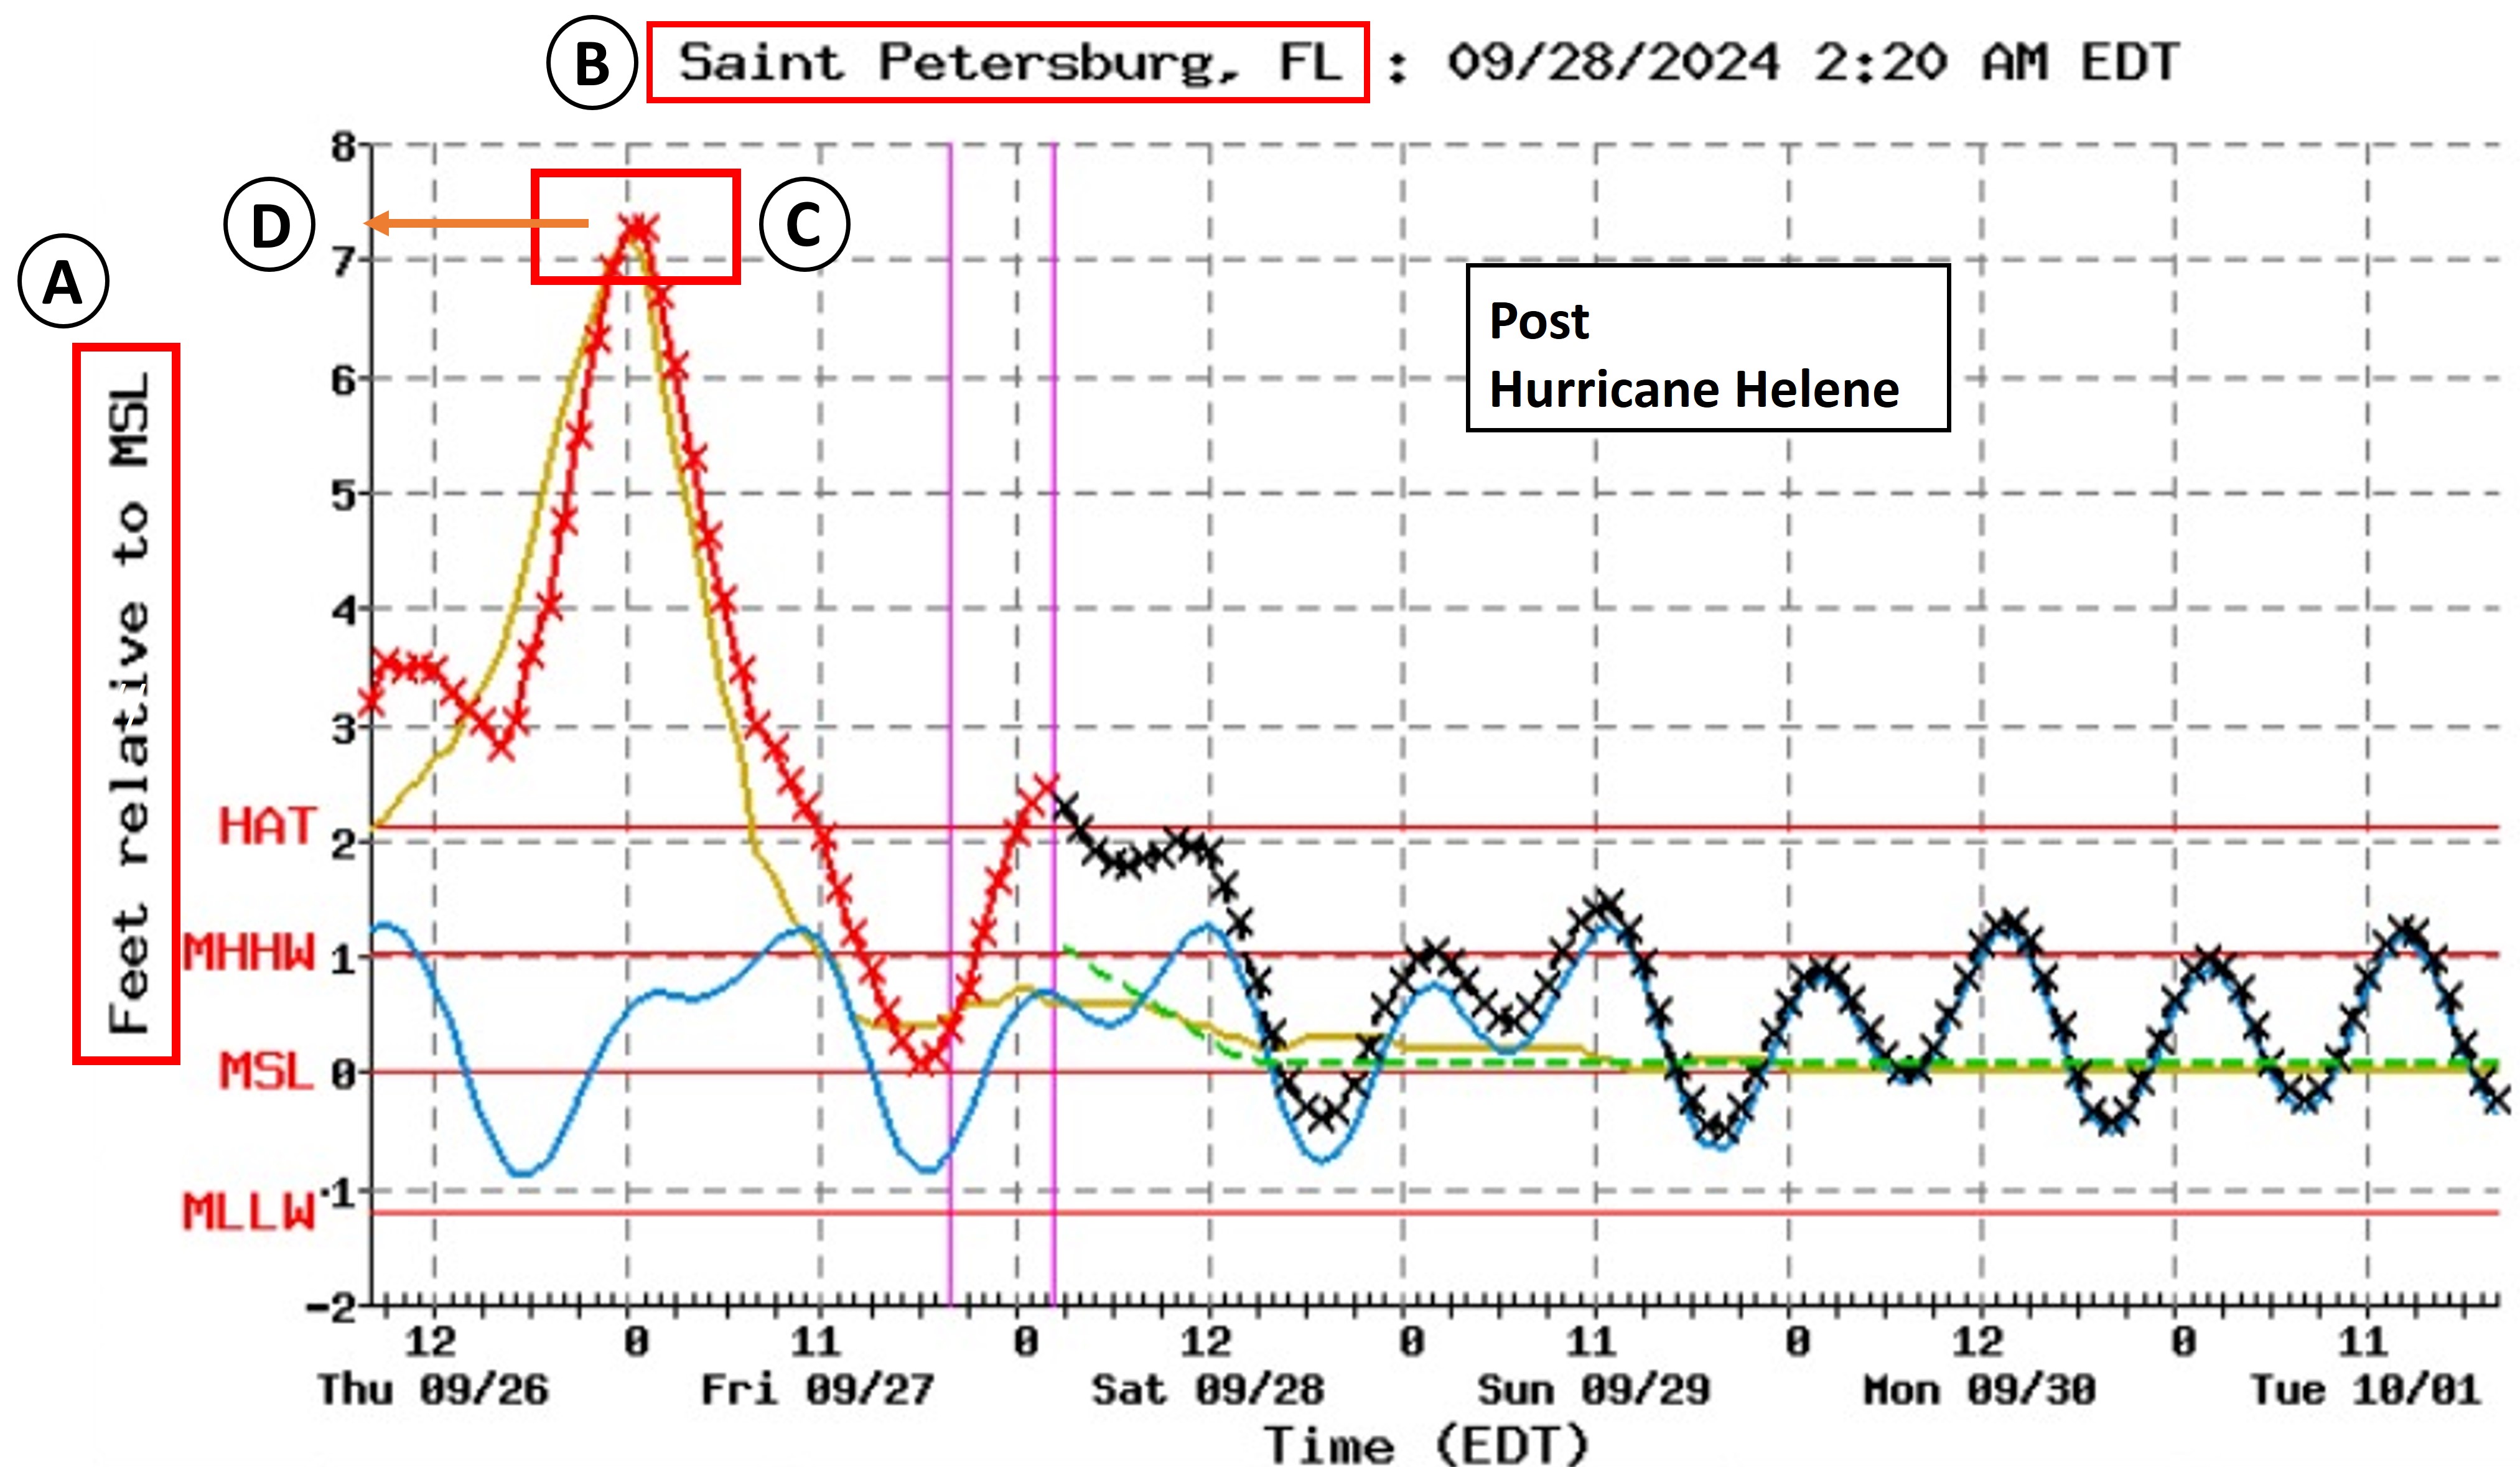 B Saint Petersburg, FL : 09/28/2024 2:20 AM EDT
8
D C
7
A
Post
Hurricane Helene
6
5
4
3
Feet relative to MSL
HAT
2
MHHW 1
MSL 0
-1
MLLW
-2
12 0 11 0 12 0 11 0 12 0 11
Thu 09/26 Fri 09/27 Sat 09/28 Sun 09/29 Mon 09/30 Tue 10/01
Time (EDT)